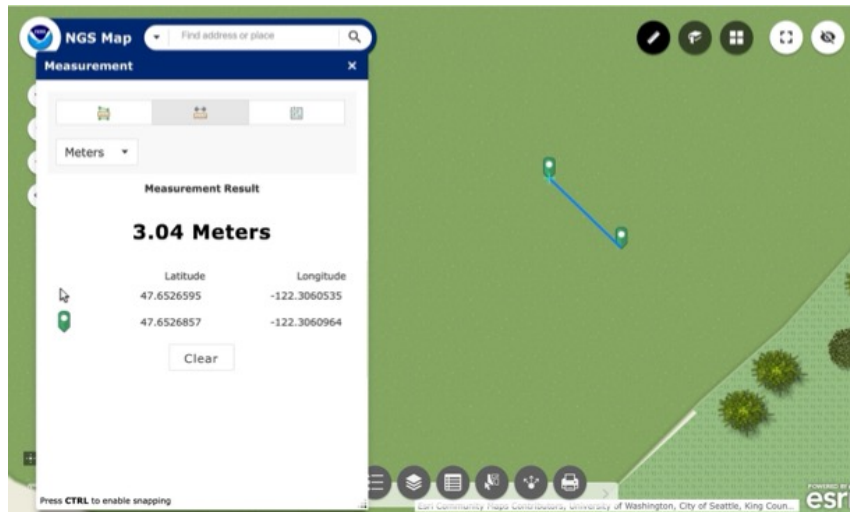 NGS Map
Find address or place
Measurement
Meters
Measurement Result
3.04 Meters
Latitude Longitude
47.6526595 -122.3060535
47.6526857 -122.3060964
Clear
Press CTRL to enable snapping
Esri Community Maps Contributors, University of Washington, City of Seattle, King Coun...
POWERED BY
esri